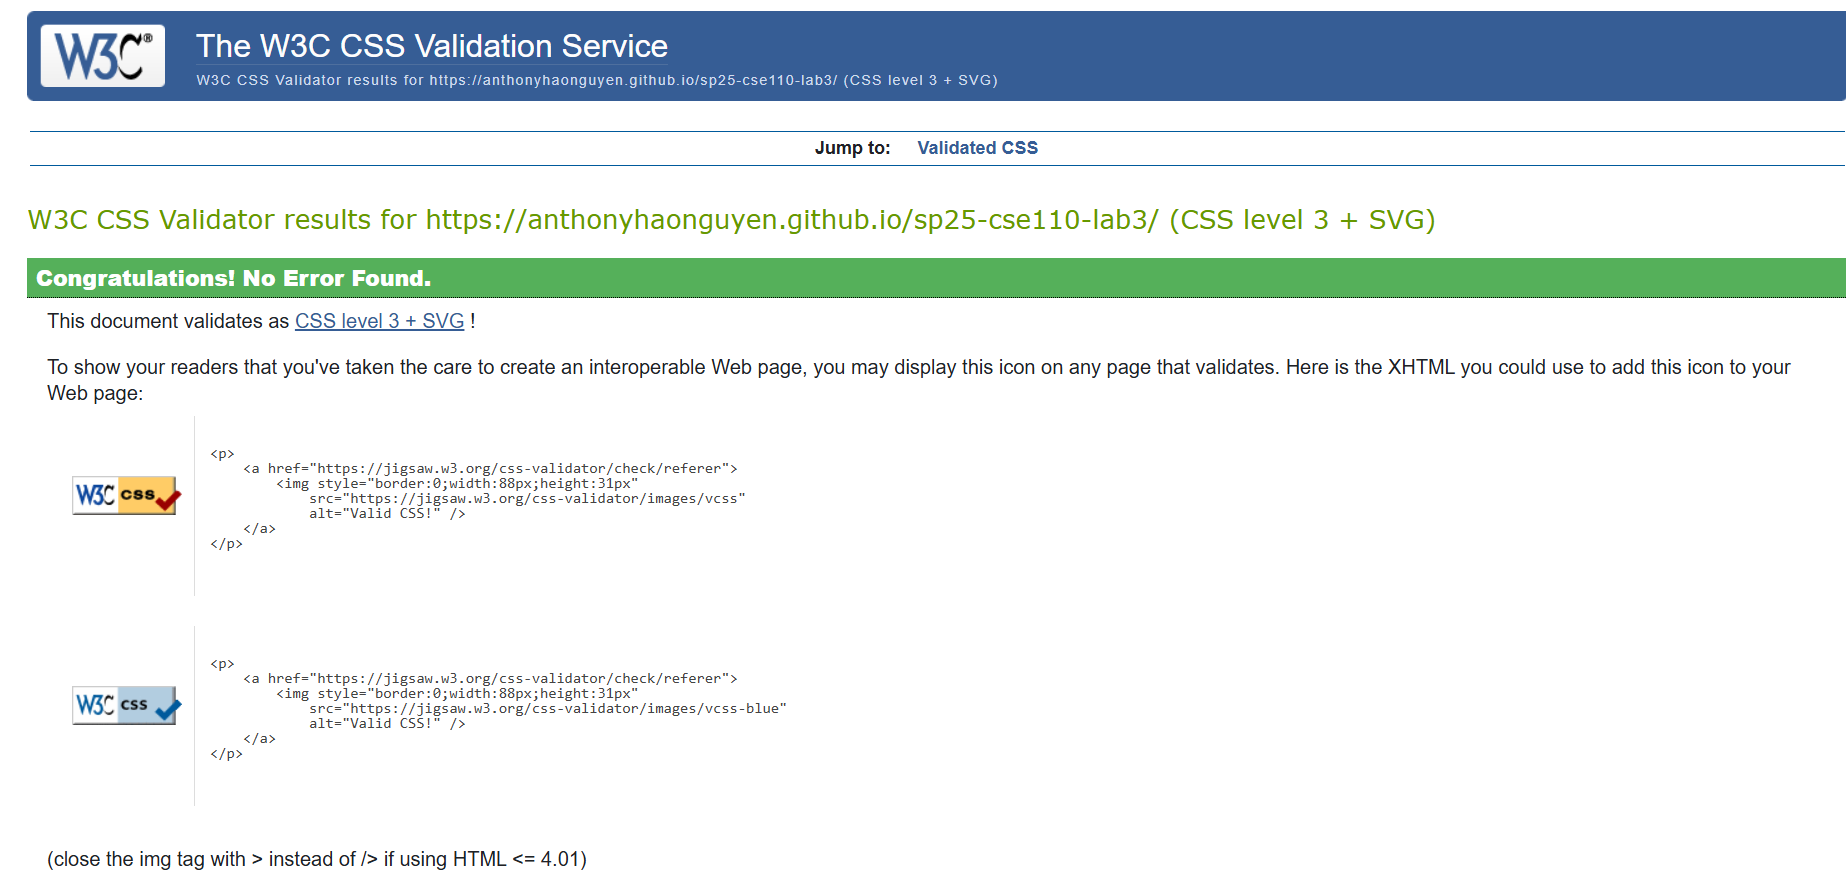 W3C®
The W3C CSS Validation Service
W3C CSS Validator results for https://anthonyhaonguyen.github.io/sp25-cse110-lab3/ (CSS level 3 + SVG)
Jump to: Validated CSS
W3C CSS Validator results for https://anthonyhaonguyen.github.io/sp25-cse110-lab3/ (CSS level 3 + SVG)
Congratulations! No Error Found.
This document validates as CSS level 3 + SVG !
To show your readers that you've taken the care to create an interoperable Web page, you may display this icon on any page that validates. Here is the XHTML you could use to add this icon to your
Web page:
W3C css
<p>
    <a href="https://jigsaw.w3.org/css-validator/check/referer">
        <img style="border:0;width:88px;height:31px"
            src="https://jigsaw.w3.org/css-validator/images/vcss"
            alt="Valid CSS!" />
    </a>
</p>
W3C css
<p>
    <a href="https://jigsaw.w3.org/css-validator/check/referer">
        <img style="border:0;width:88px;height:31px"
            src="https://jigsaw.w3.org/css-validator/images/vcss-blue"
            alt="Valid CSS!" />
    </a>
</p>
(close the img tag with > instead of /> if using HTML <= 4.01)